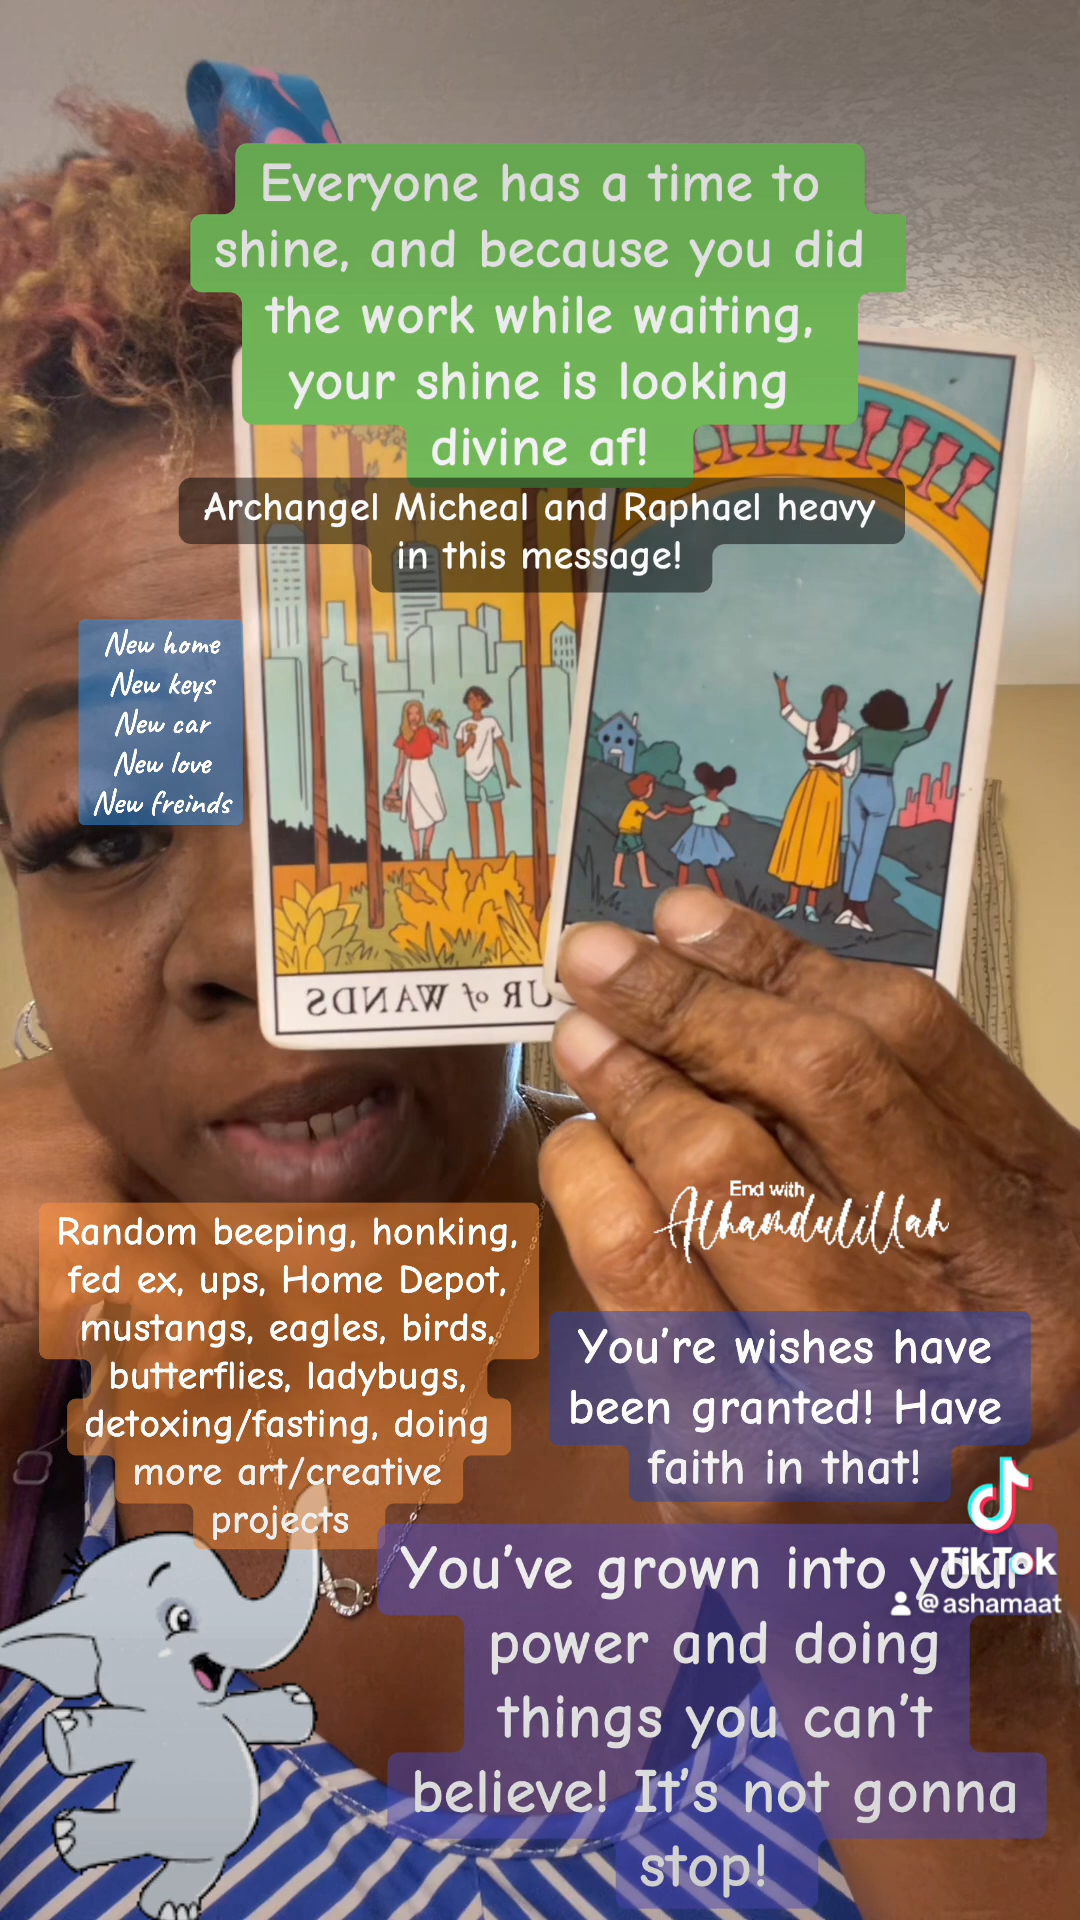 Everyone has a time to
shine, and because you did
the work while waiting,
your shine is looking
divine af!
Archangel Micheal and Raphael heavy
in this message!
New home
New keys
New car
New love
New freinds
UR of WANDS
End with
Alhamdulillah
Random beeping, honking,
fed ex, ups, Home Depot,
mustangs, eagles, birds,
butterflies, ladybugs,
detoxing/fasting, doing
more art/creative
projects
You're wishes have
been granted! Have
faith in that!
You've grown into your
power and doing
things you can't
believe! It's not gonna
stop!
TikTok
@ashamaat